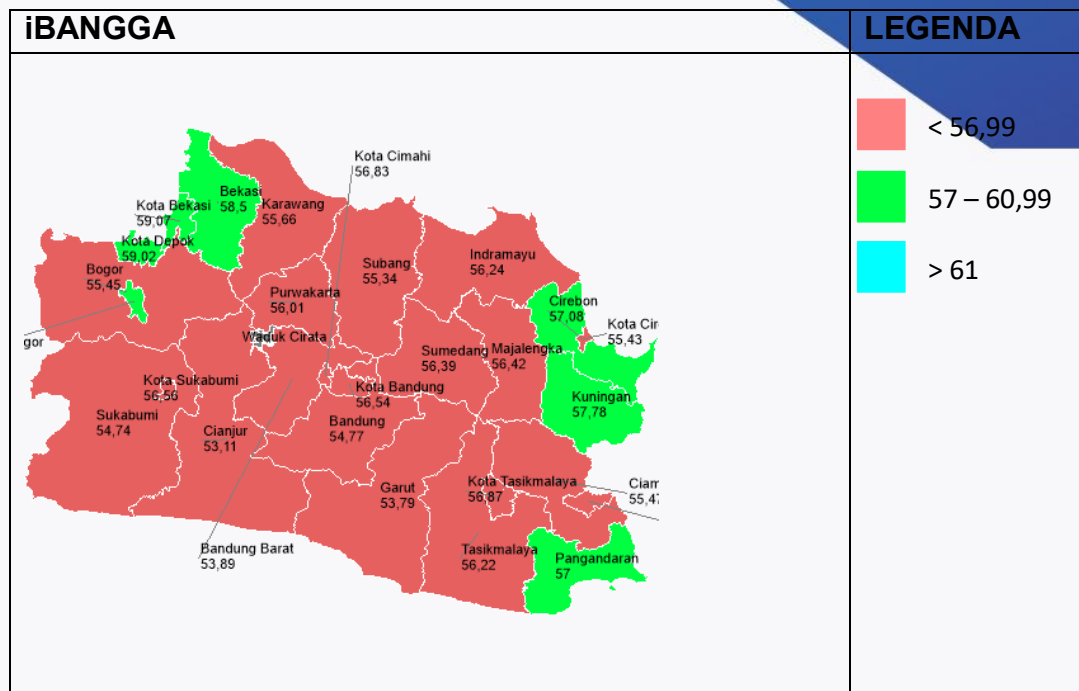 iBANGGA
LEGENDA
< 56,99
57 – 60,99
> 61
Kota Cimahi
56,83
Bekasi
58,5
Kota Bekasi
59,07
Karawang
55,66
Kota Depok
59,02
Bogor
55,45
gor
Subang
55,34
Indramayu
56,24
Purwakarta
56,01
Cirebon
57,08
Kota Cir
55,43
Waduk Cirata
Sumedang
56,39
Majalengka
56,42
Kota Sukabumi
56,56
Kota Bandung
56,54
Kuningan
57,78
Sukabumi
54,74
Cianjur
53,11
Bandung
54,77
Garut
53,79
Kota Tasikmalaya
56,87
Ciam
55,47
Bandung Barat
53,89
Tasikmalaya
56,22
Pangandaran
57